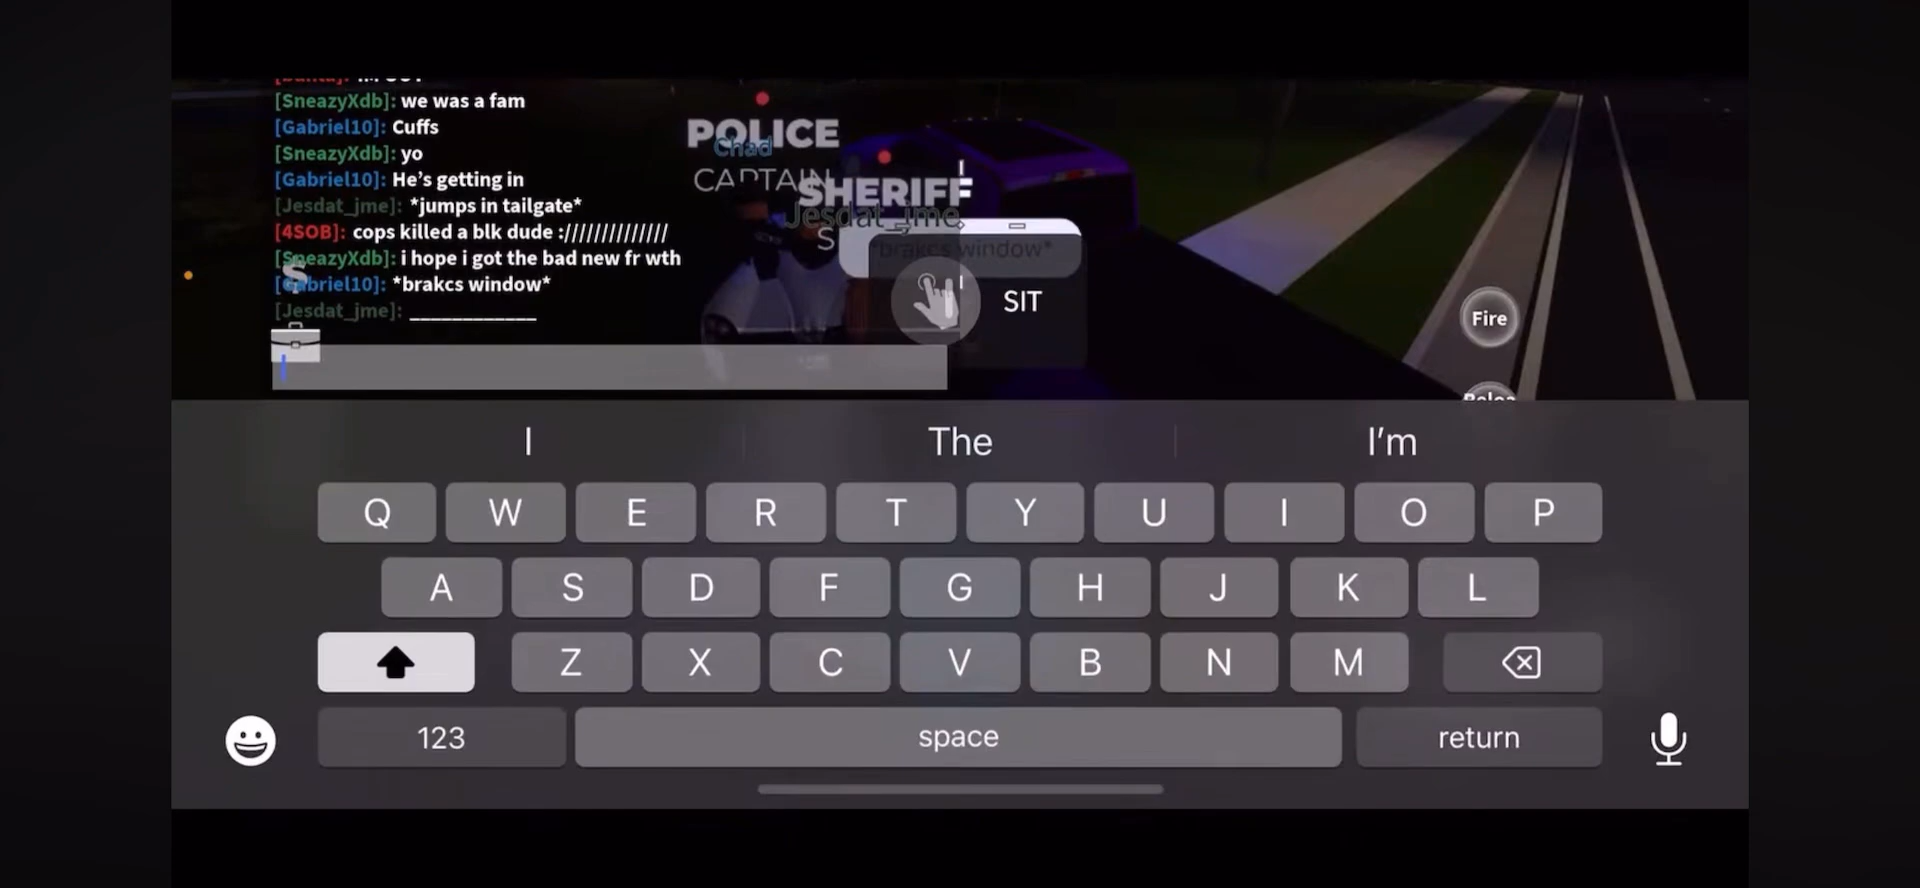 [SneazyXdb]: we was a fam
[Gabriel10]: Cuffs
[SneazyXdb]: yo
[Gabriel10]: He's getting in
[Jesdat_jme]: *jumps in tailgate*
[4SOB]: cops killed a blk dude ://////////////
[SneazyXdb]: i hope i got the bad new fr wth
[Gabriel10]: *brakcs window*
[Jesdat_jme]: ____________
POLICE
Chad
CAPTAIN
SHERIFF
Jesdat_jme
S
*brakcs window*
SIT
Fire
I
The
I'm
Q W E R T Y U I O P
A S D F G H J K L
Z X C V B N M
123
space
return